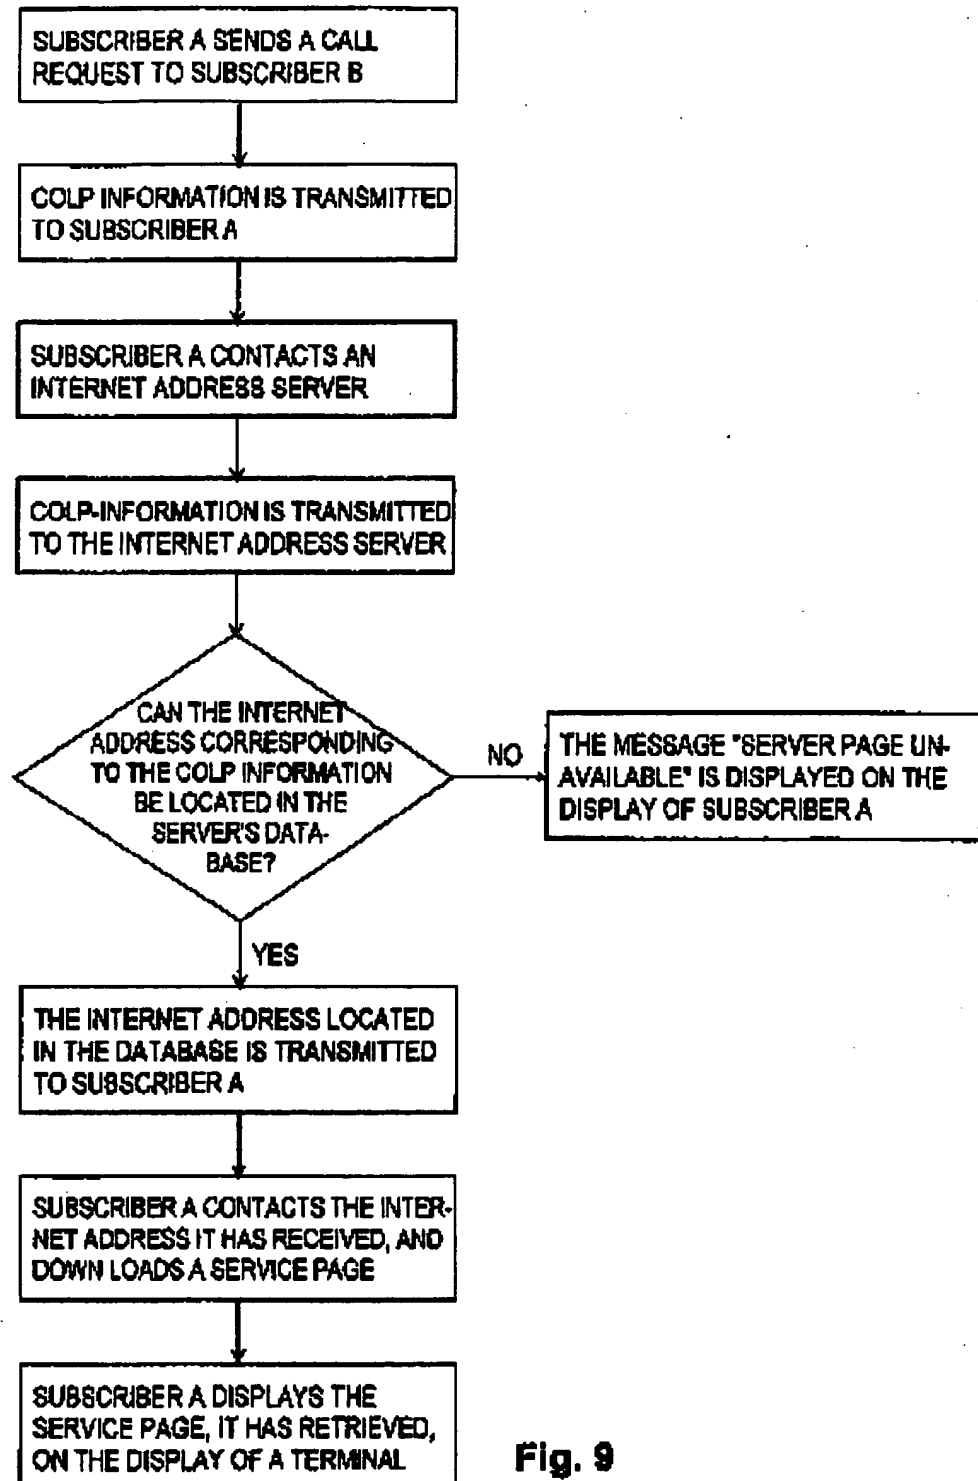 SUBSCRIBER A SENDS A CALL
REQUEST TO SUBSCRIBER B
COLP INFORMATION IS TRANSMITTED
TO SUBSCRIBER A
SUBSCRIBER A CONTACTS AN
INTERNET ADDRESS SERVER
COLP-INFORMATION IS TRANSMITTED
TO THE INTERNET ADDRESS SERVER
CAN THE INTERNET
ADDRESS CORRESPONDING
TO THE COLP INFORMATION
BE LOCATED IN THE
SERVER'S DATA-
BASE?
NO
THE MESSAGE "SERVER PAGE UN-
AVAILABLE" IS DISPLAYED ON THE
DISPLAY OF SUBSCRIBER A
YES
THE INTERNET ADDRESS LOCATED
IN THE DATABASE IS TRANSMITTED
TO SUBSCRIBER A
SUBSCRIBER A CONTACTS THE INTER-
NET ADDRESS IT HAS RECEIVED, AND
DOWN LOADS A SERVICE PAGE
SUBSCRIBER A DISPLAYS THE
SERVICE PAGE, IT HAS RETRIEVED,
ON THE DISPLAY OF A TERMINAL
Fig. 9